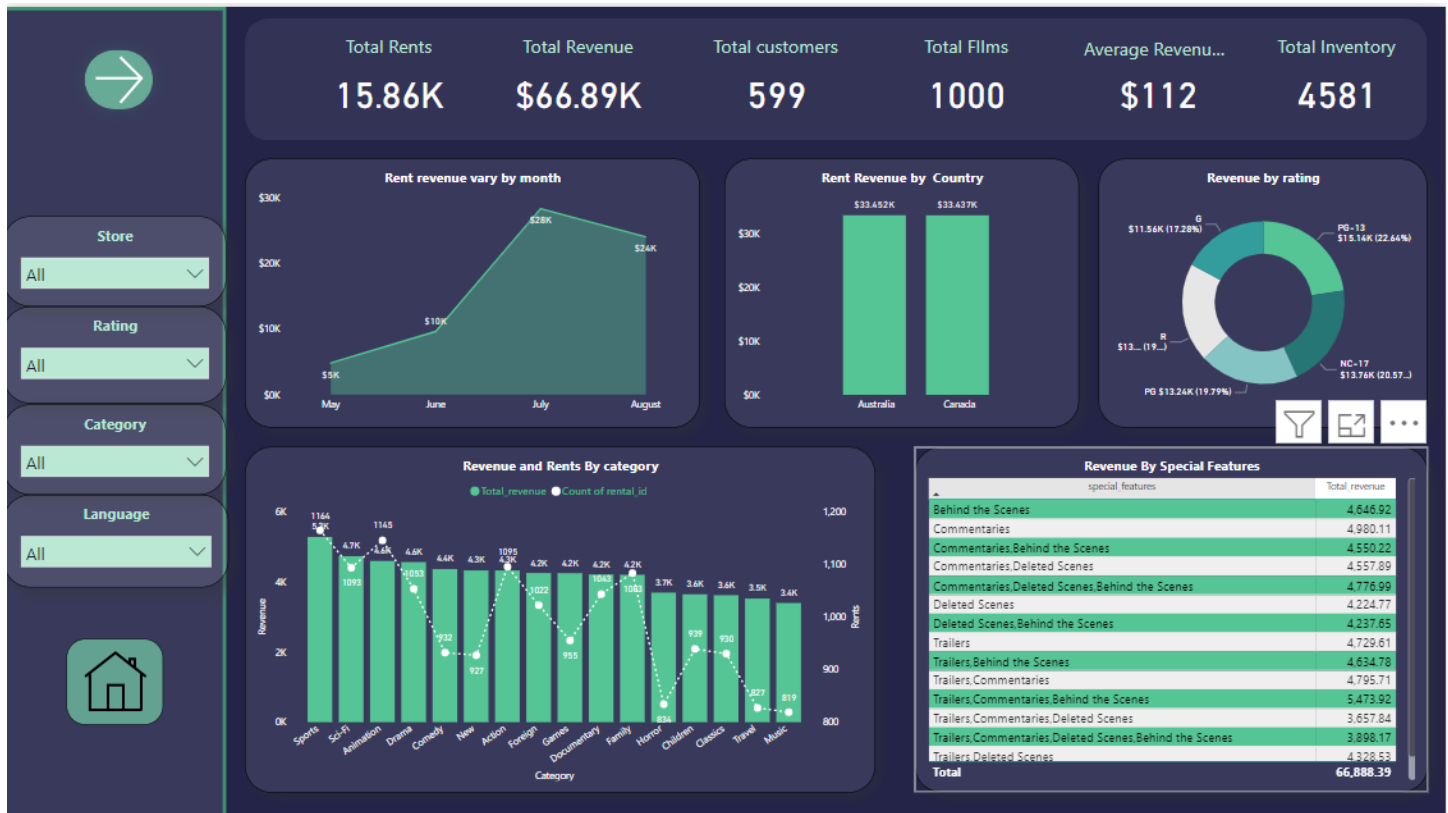 Total Rents
15.86K
Total Revenue
$66.89K
Total customers
599
Total FIlms
1000
Average Revenu...
$112
Total Inventory
4581
Store
All
Rating
All
Category
All
Language
All
Rent revenue vary by month
$30K
$20K
$10K
$0K
$5K
$10K
$28K
$24K
May
June
July
August
Rent Revenue by Country
$30K
$20K
$10K
$0K
$33.452K
$33.437K
Australia
Canada
Revenue by rating
G
$11.56K (17.28%)
PG-13
$15.14K (22.64%)
R
$13... (19...)
NC-17
$13.76K (20.57...)
PG $13.24K (19.79%)
Revenue and Rents By category
Total_revenue
Count of rental_id
6K
4K
2K
0K
Revenue
1,200
1,100
1,000
900
800
Rents
1164
5.3K
4.7K
1093
1145
4.6K
4.6K
1053
4.4K
932
4.3K
927
1095
4.3K
4.2K
1022
4.2K
955
4.2K
1043
4.2K
1083
3.7K
834
3.6K
939
3.6K
930
3.5K
827
3.4K
819
Sports
Sci-Fi
Animation
Drama
Comedy
New
Action
Foreign
Games
Documentary
Family
Horror
Children
Classics
Travel
Music
Category
Revenue By Special Features
special_features Total_revenue
Behind the Scenes 4,646.92
Commentaries 4,980.11
Commentaries,Behind the Scenes 4,550.22
Commentaries,Deleted Scenes 4,557.89
Commentaries,Deleted Scenes,Behind the Scenes 4,776.99
Deleted Scenes 4,224.77
Deleted Scenes,Behind the Scenes 4,237.65
Trailers 4,729.61
Trailers,Behind the Scenes 4,634.78
Trailers,Commentaries 4,795.71
Trailers,Commentaries,Behind the Scenes 5,473.92
Trailers,Commentaries,Deleted Scenes 3,657.84
Trailers,Commentaries,Deleted Scenes,Behind the Scenes 3,898.17
Trailers,Deleted Scenes 4,328.53
Total 66,888.39